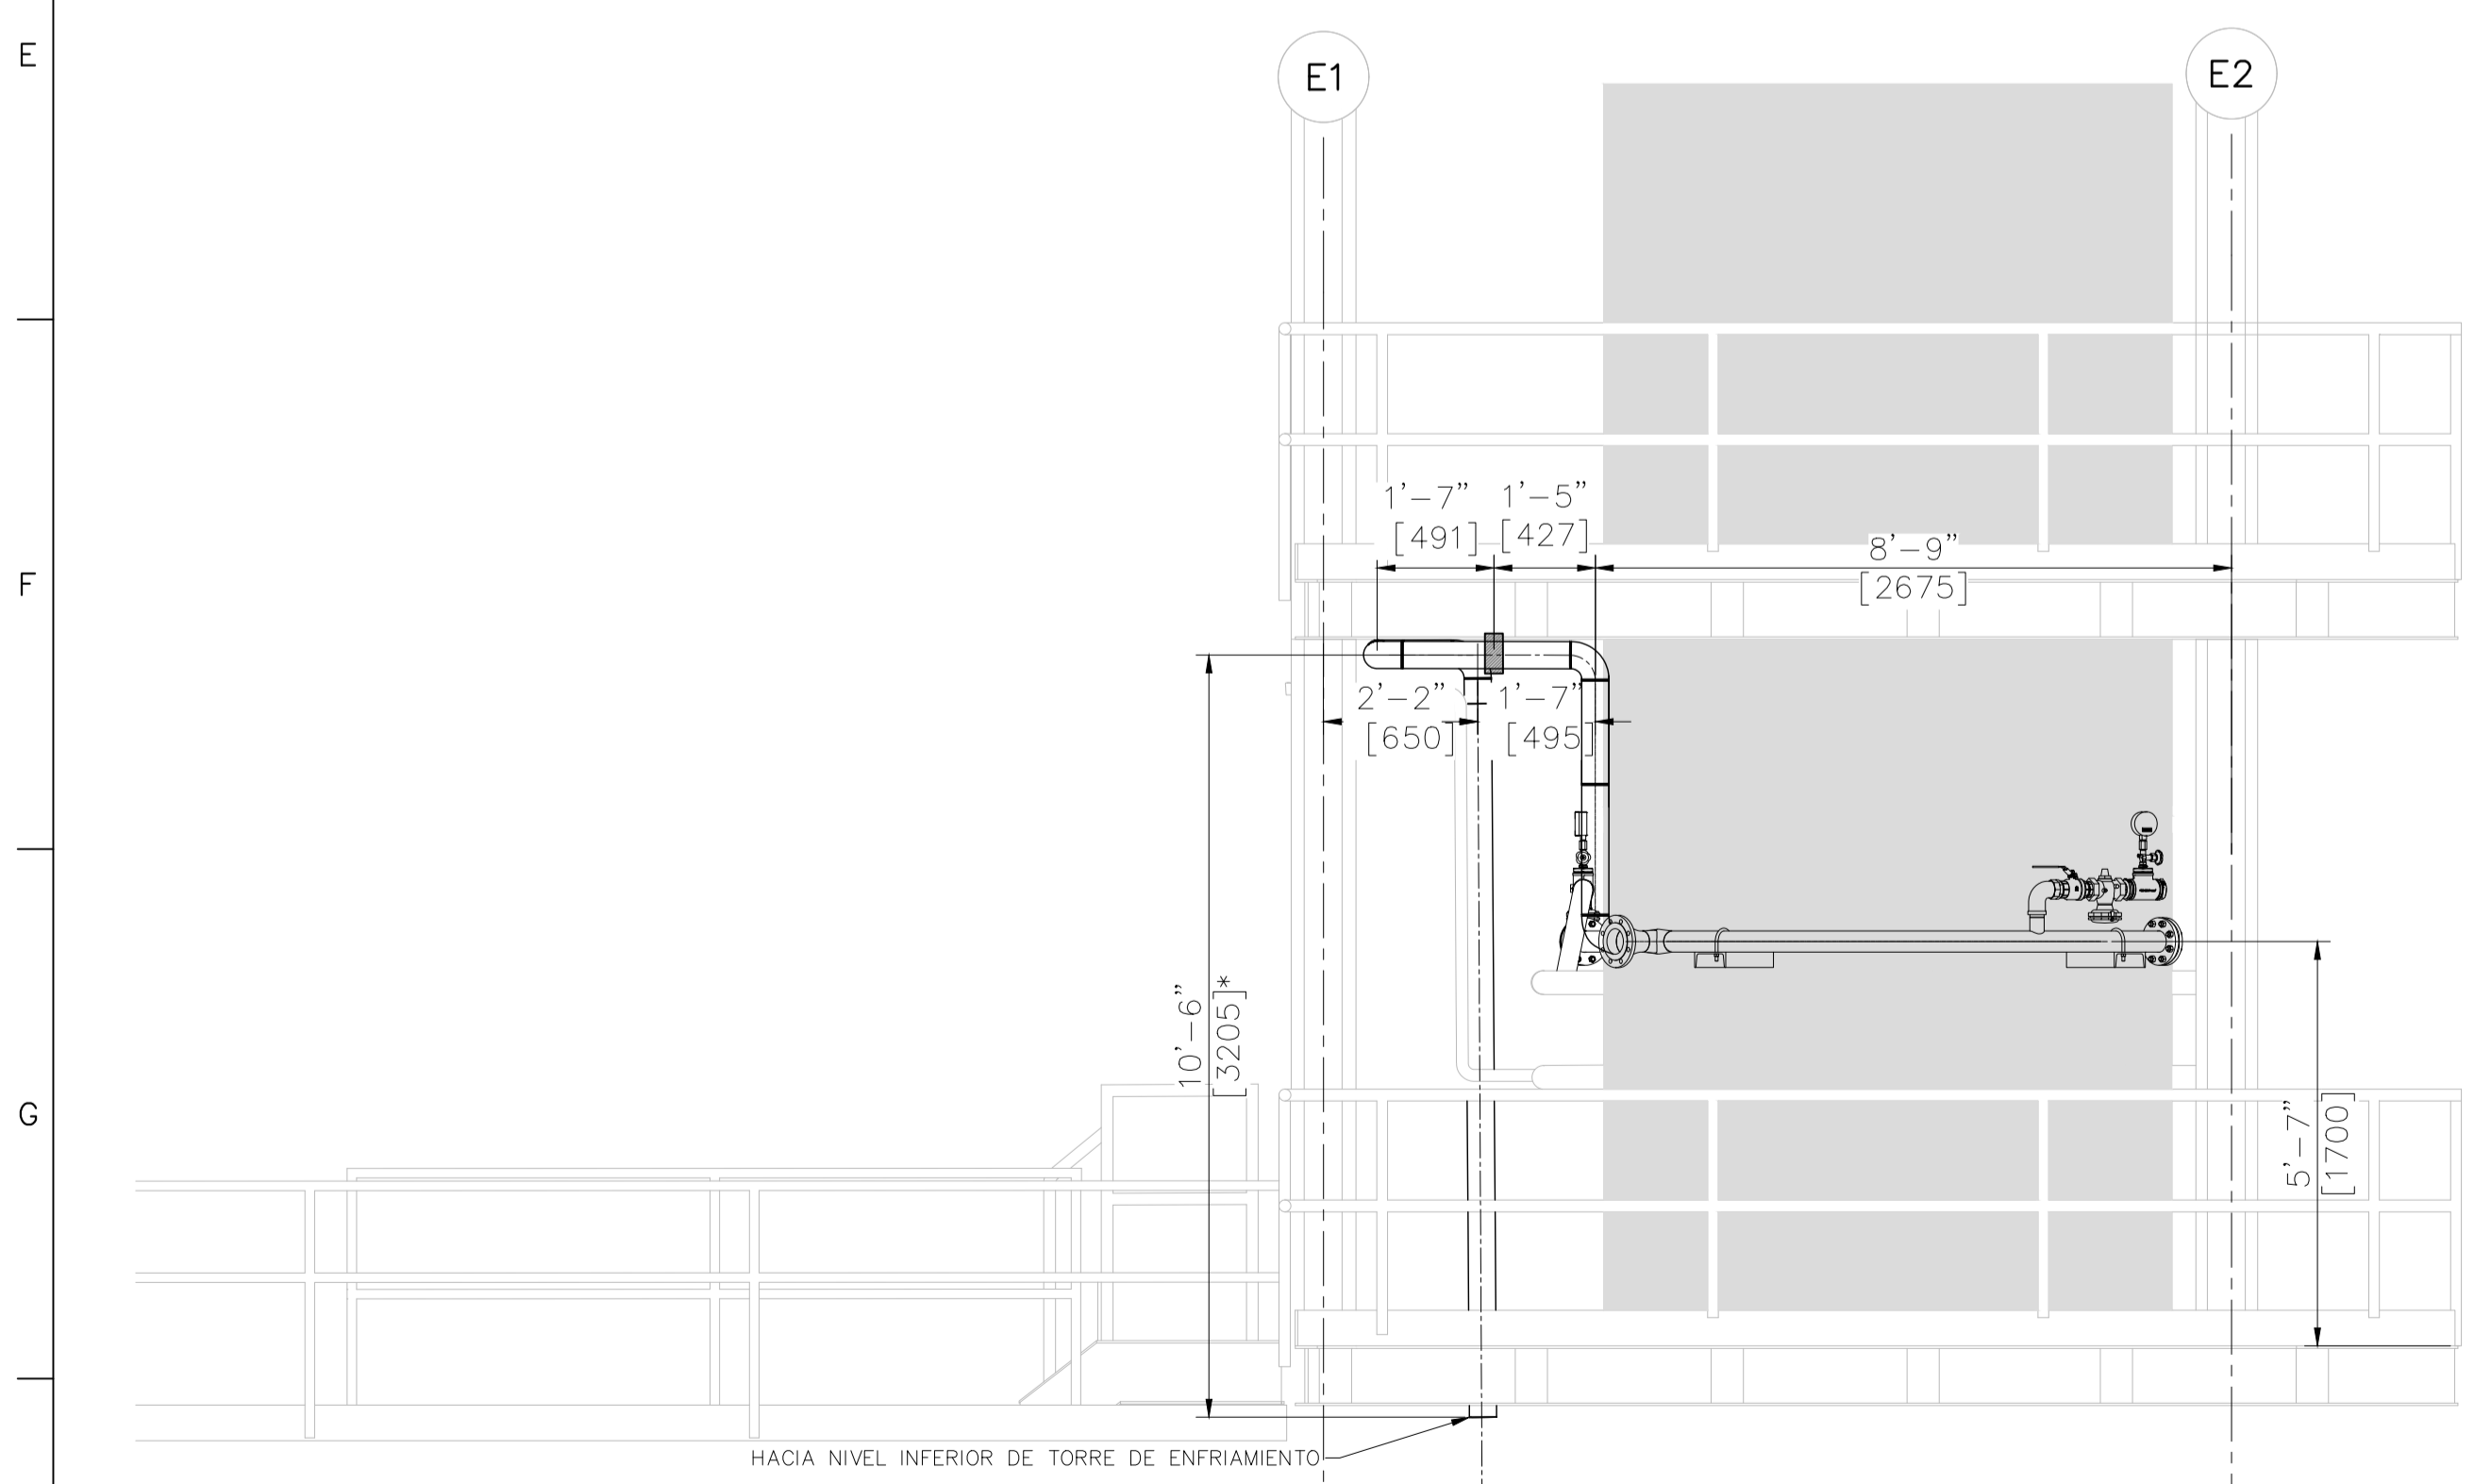 E
E1
E2
1'-7" 1'-5"
[491] [427]
8'-9"
[2675]
F
2'-2" 1'-7"
[650] [495]
10'-6"
[3205]*
5'-7"
[1700]
G
HACIA NIVEL INFERIOR DE TORRE DE ENFRIAMIENTO